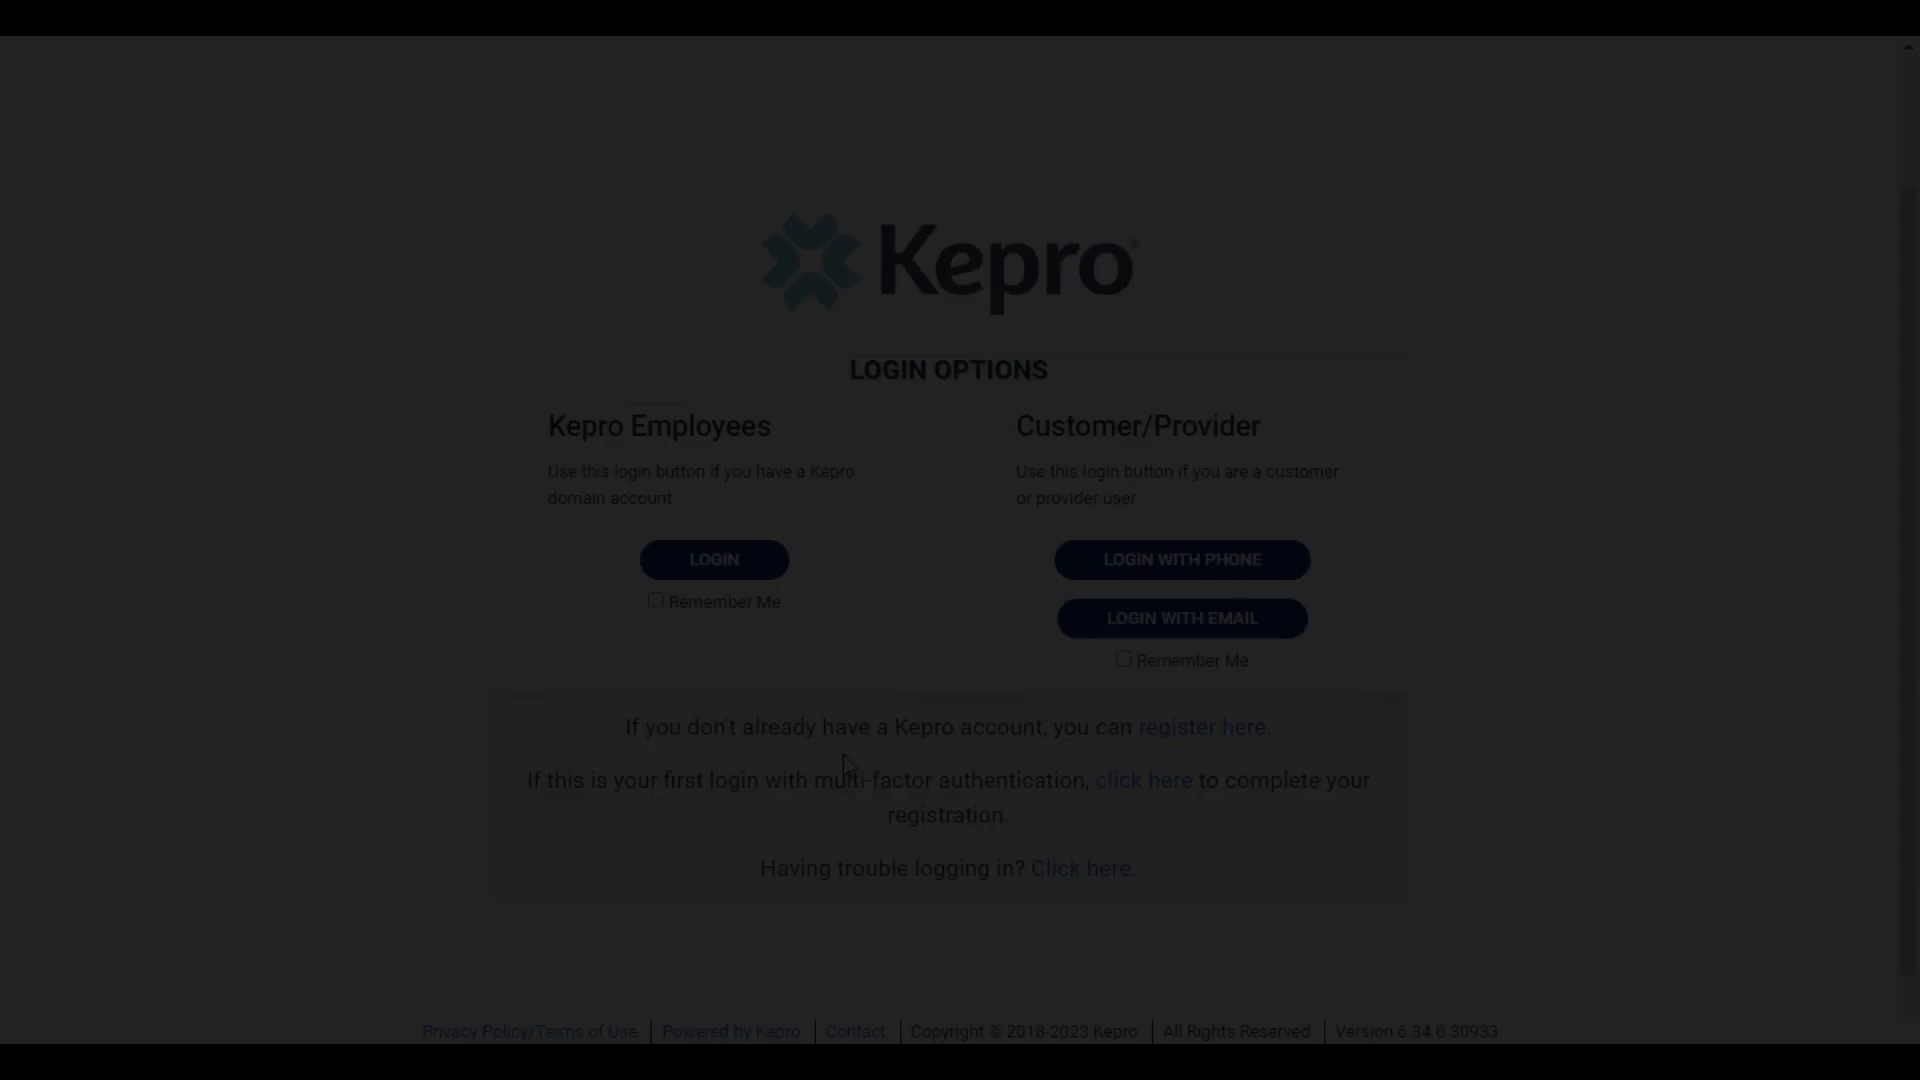 Kepro
LOGIN OPTIONS
Kepro Employees
Use this login button if you have a Kepro
domain account
LOGIN
Remember Me
Customer/Provider
Use this login button if you are a customer
or provider user
LOGIN WITH PHONE
LOGIN WITH EMAIL
Remember Me
If you don't already have a Kepro account, you can register here.
If this is your first login with multi-factor authentication, click here to complete your
registration.
Having trouble logging in? Click here.
Privacy Policy/Terms of Use | Powered by Kepro | Contact | Copyright © 2018-2023 Kepro | All Rights Reserved | Version 6.34.0.30933